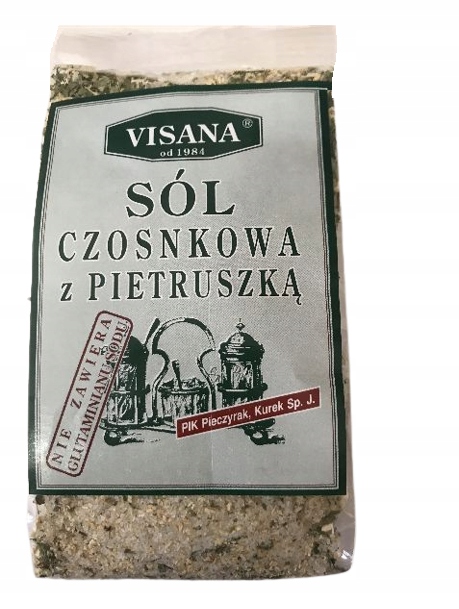 VISANA®
od 1984
SÓL
CZOSNKOWA
z PIETRUSZKĄ
NIE ZAWIERA
GLUTAMINIANU SODU
PIK Pieczyrak, Kurek Sp. J.